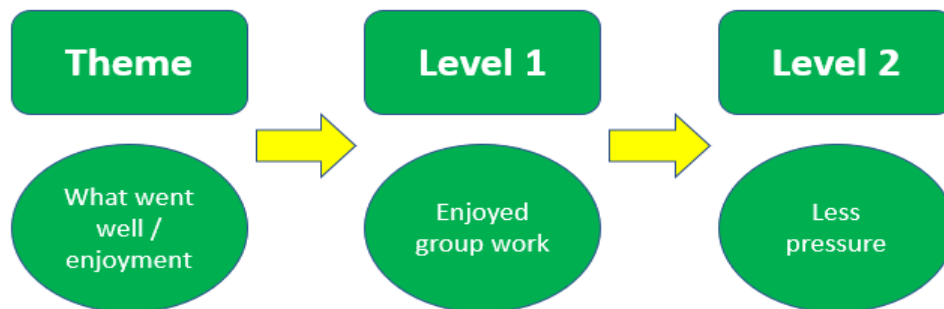 Theme
Level 1
Level 2
What went
well /
enjoyment
Enjoyed
group work
Less
pressure